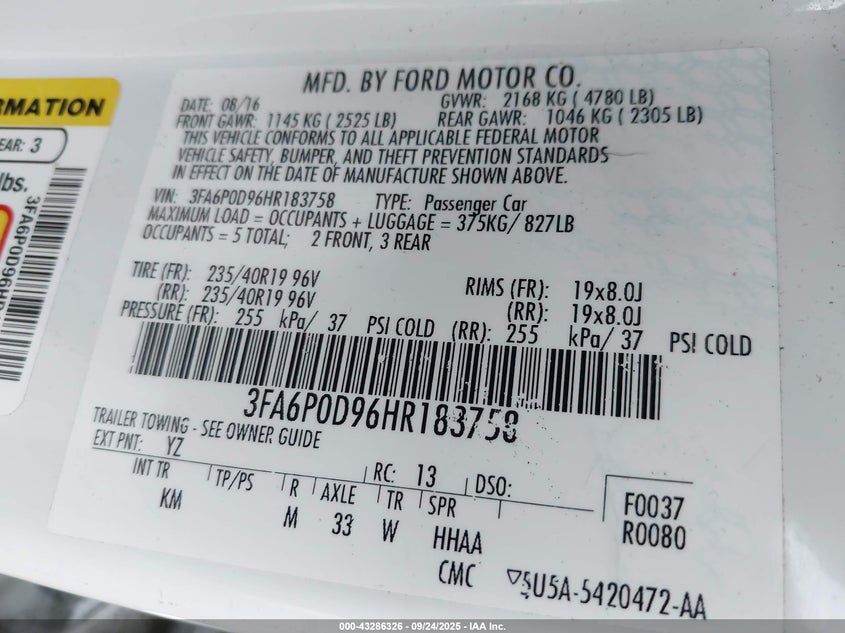 RMATION
EAR: 3
lbs.
3FA6P0D96HR
MFD. BY FORD MOTOR CO.
DATE: 08/16 GVWR: 2168 KG ( 4780 LB)
FRONT GAWR: 1145 KG ( 2525 LB) REAR GAWR: 1046 KG ( 2305 LB)
THIS VEHICLE CONFORMS TO ALL APPLICABLE FEDERAL MOTOR
VEHICLE SAFETY, BUMPER, AND THEFT PREVENTION STANDARDS
IN EFFECT ON THE DATE OF MANUFACTURE SHOWN ABOVE.
VIN: 3FA6P0D96HR183758 TYPE: Passenger Car
MAXIMUM LOAD = OCCUPANTS + LUGGAGE = 375KG/ 827LB
OCCUPANTS = 5 TOTAL; 2 FRONT, 3 REAR
TIRE (FR): 235/40R19 96V RIMS (FR): 19x8.0J
(RR): 235/40R19 96V (RR): 19x8.0J
PRESSURE (FR): 255 kPa/ 37 PSI COLD (RR): 255 kPa/ 37 PSI COLD
3FA6P0D96HR183758
TRAILER TOWING - SEE OWNER GUIDE
EXT PNT: YZ RC: 13 DSO:
INT TR TP/PS R AXLE TR SPR F0037
KM M 33 W HHAA R0080
CMC 5U5A-5420472-AA
000-43286326 - 09/24/2025 - IAA Inc.